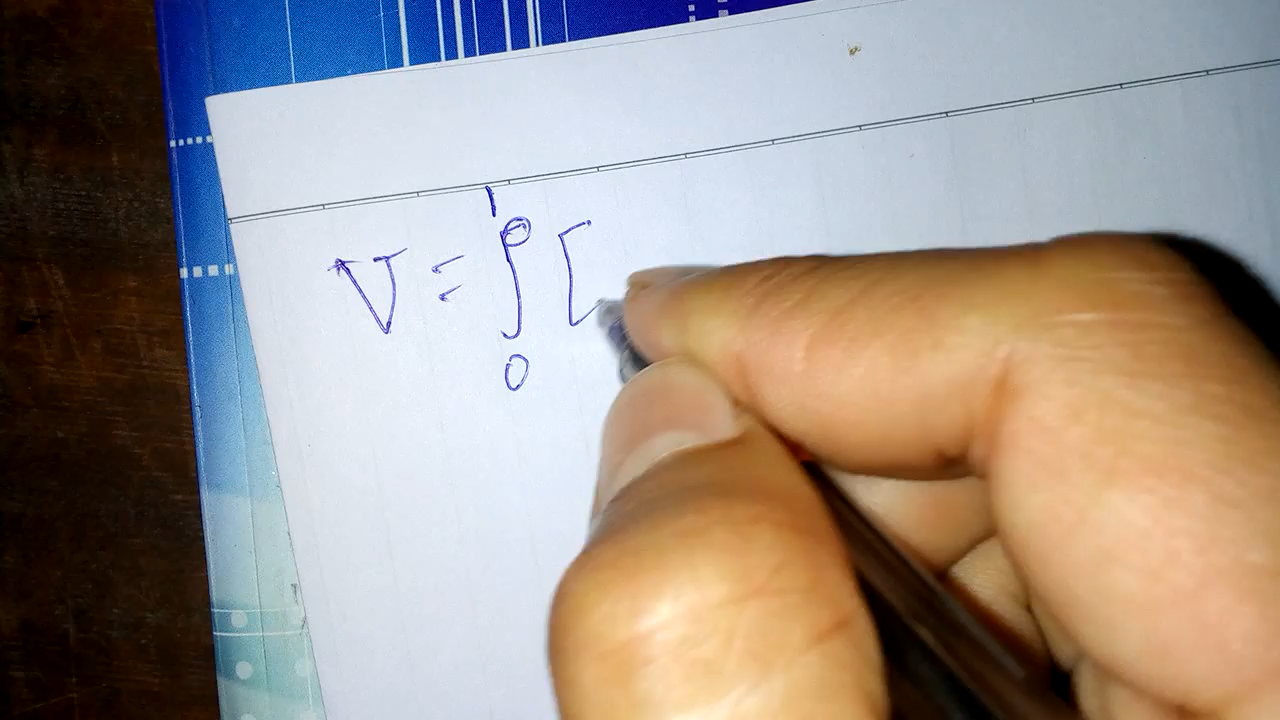 V = ∫₀¹ [